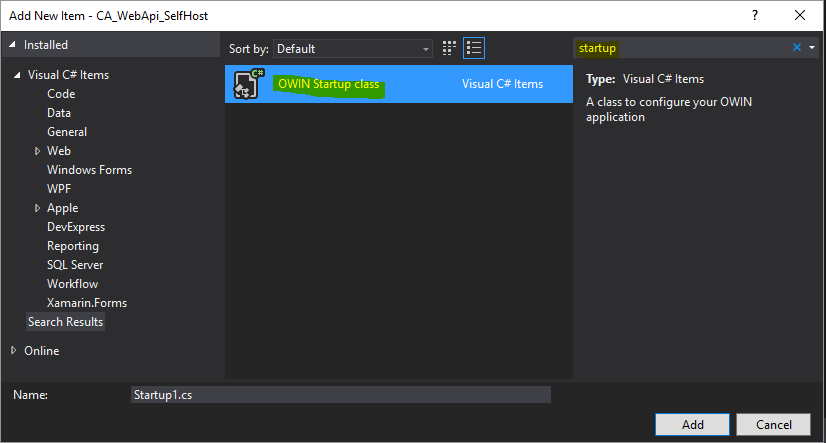 Add New Item - CA_WebApi_SelfHost
?
Installed
Sort by: Default
startup
Visual C# Items
Code
Data
General
Web
Windows Forms
WPF
Apple
DevExpress
Reporting
SQL Server
Workflow
Xamarin.Forms
Search Results
Online
C#
OWIN Startup class Visual C# Items
Type: Visual C# Items
A class to configure your OWIN
application
Name: Startup1.cs
Add Cancel